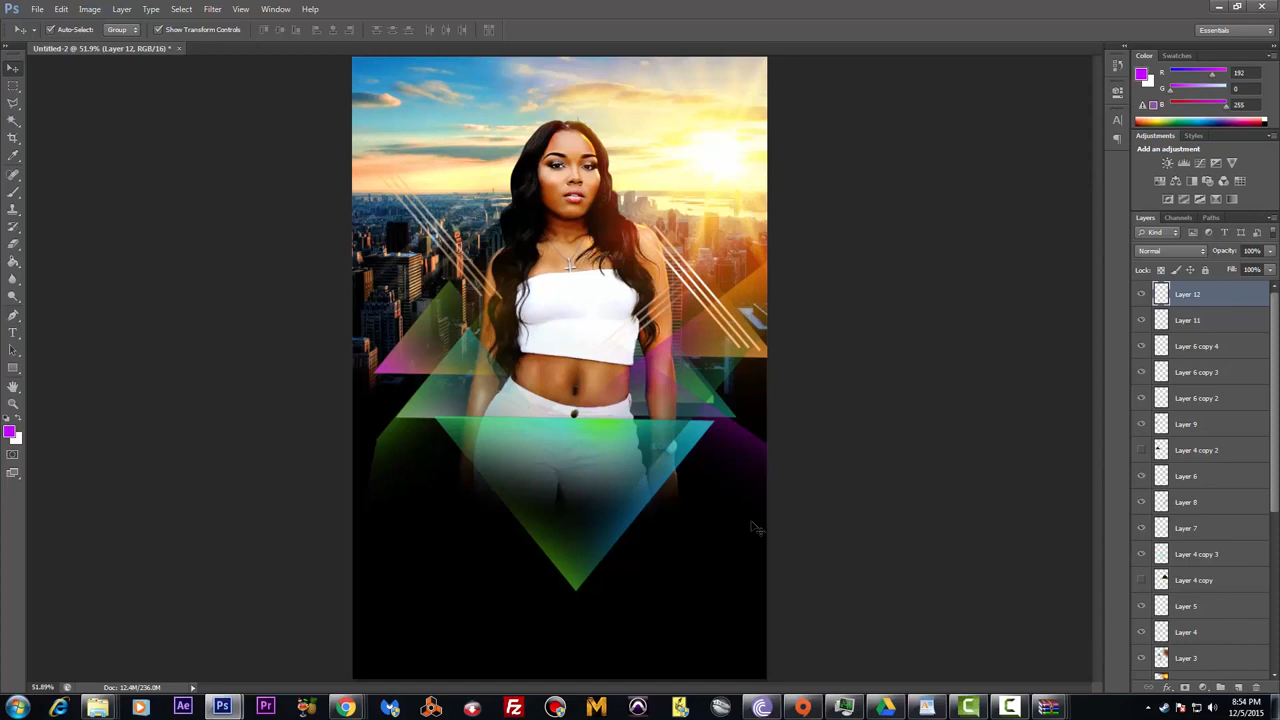 Ps File Edit Image Layer Type Select Filter View Window Help
Auto-Select: Group Show Transform Controls Essentials
Untitled-2 @ 51.9% (Layer 12, RGB/16) * ×
Color Swatches
R 192
G 0
B 255
Adjustments Styles
Add an adjustment
Layers Channels Paths
Kind
Normal Opacity: 100%
Lock: Fill: 100%
Layer 12
Layer 11
Layer 6 copy 4
Layer 6 copy 3
Layer 6 copy 2
Layer 9
Layer 4 copy 2
Layer 6
Layer 8
Layer 7
Layer 4 copy 3
Layer 4 copy
Layer 5
Layer 4
Layer 3
51.89% Doc: 12.4M/236.0M
Ae Ps Pr Fz M
8:54 PM
12/5/2015